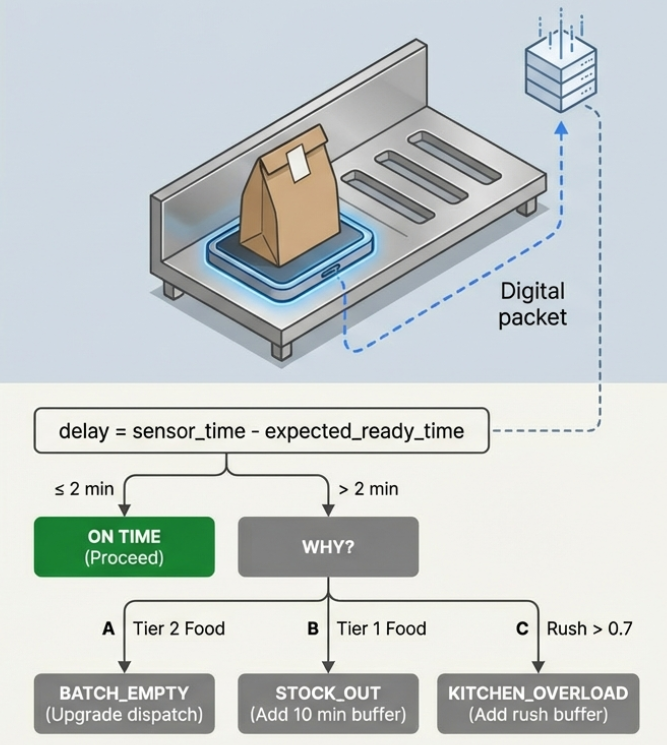 Digital
packet
delay = sensor_time - expected_ready_time
≤ 2 min
> 2 min
ON TIME
(Proceed)
WHY?
A Tier 2 Food
B Tier 1 Food
C Rush > 0.7
BATCH_EMPTY
(Upgrade dispatch)
STOCK_OUT
(Add 10 min buffer)
KITCHEN_OVERLOAD
(Add rush buffer)